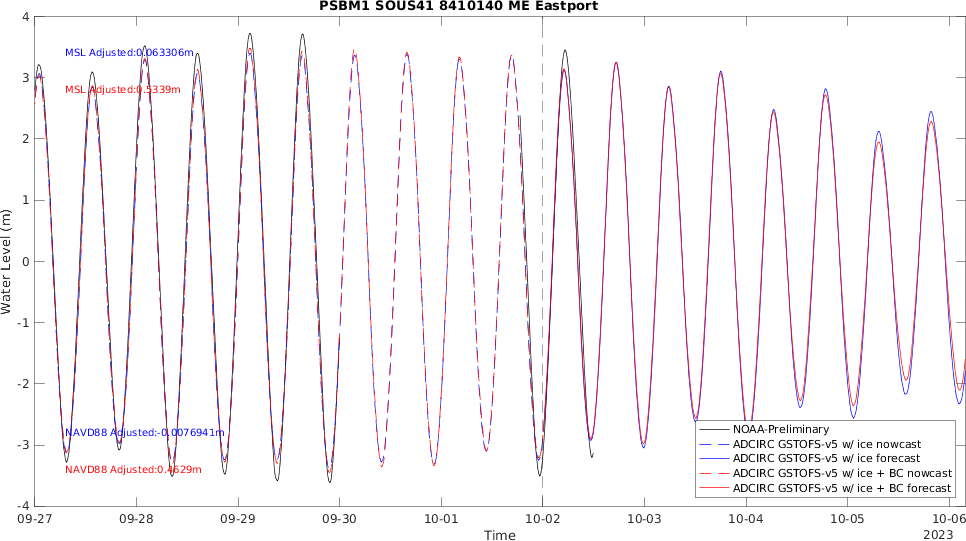 PSBM1 SOUS41 8410140 ME Eastport
Water Level (m)
4
3
2
1
0
-1
-2
-3
-4
MSL Adjusted:0.063306m
MSL Adjusted:0.5339m
NAVD88 Adjusted:-0.0076941m
NAVD88 Adjusted:0.4629m
NOAA-Preliminary
ADCIRC GSTOFS-v5 w/ ice nowcast
ADCIRC GSTOFS-v5 w/ ice forecast
ADCIRC GSTOFS-v5 w/ ice + BC nowcast
ADCIRC GSTOFS-v5 w/ ice + BC forecast
09-27 09-28 09-29 09-30 10-01 10-02 10-03 10-04 10-05 10-06
Time
2023